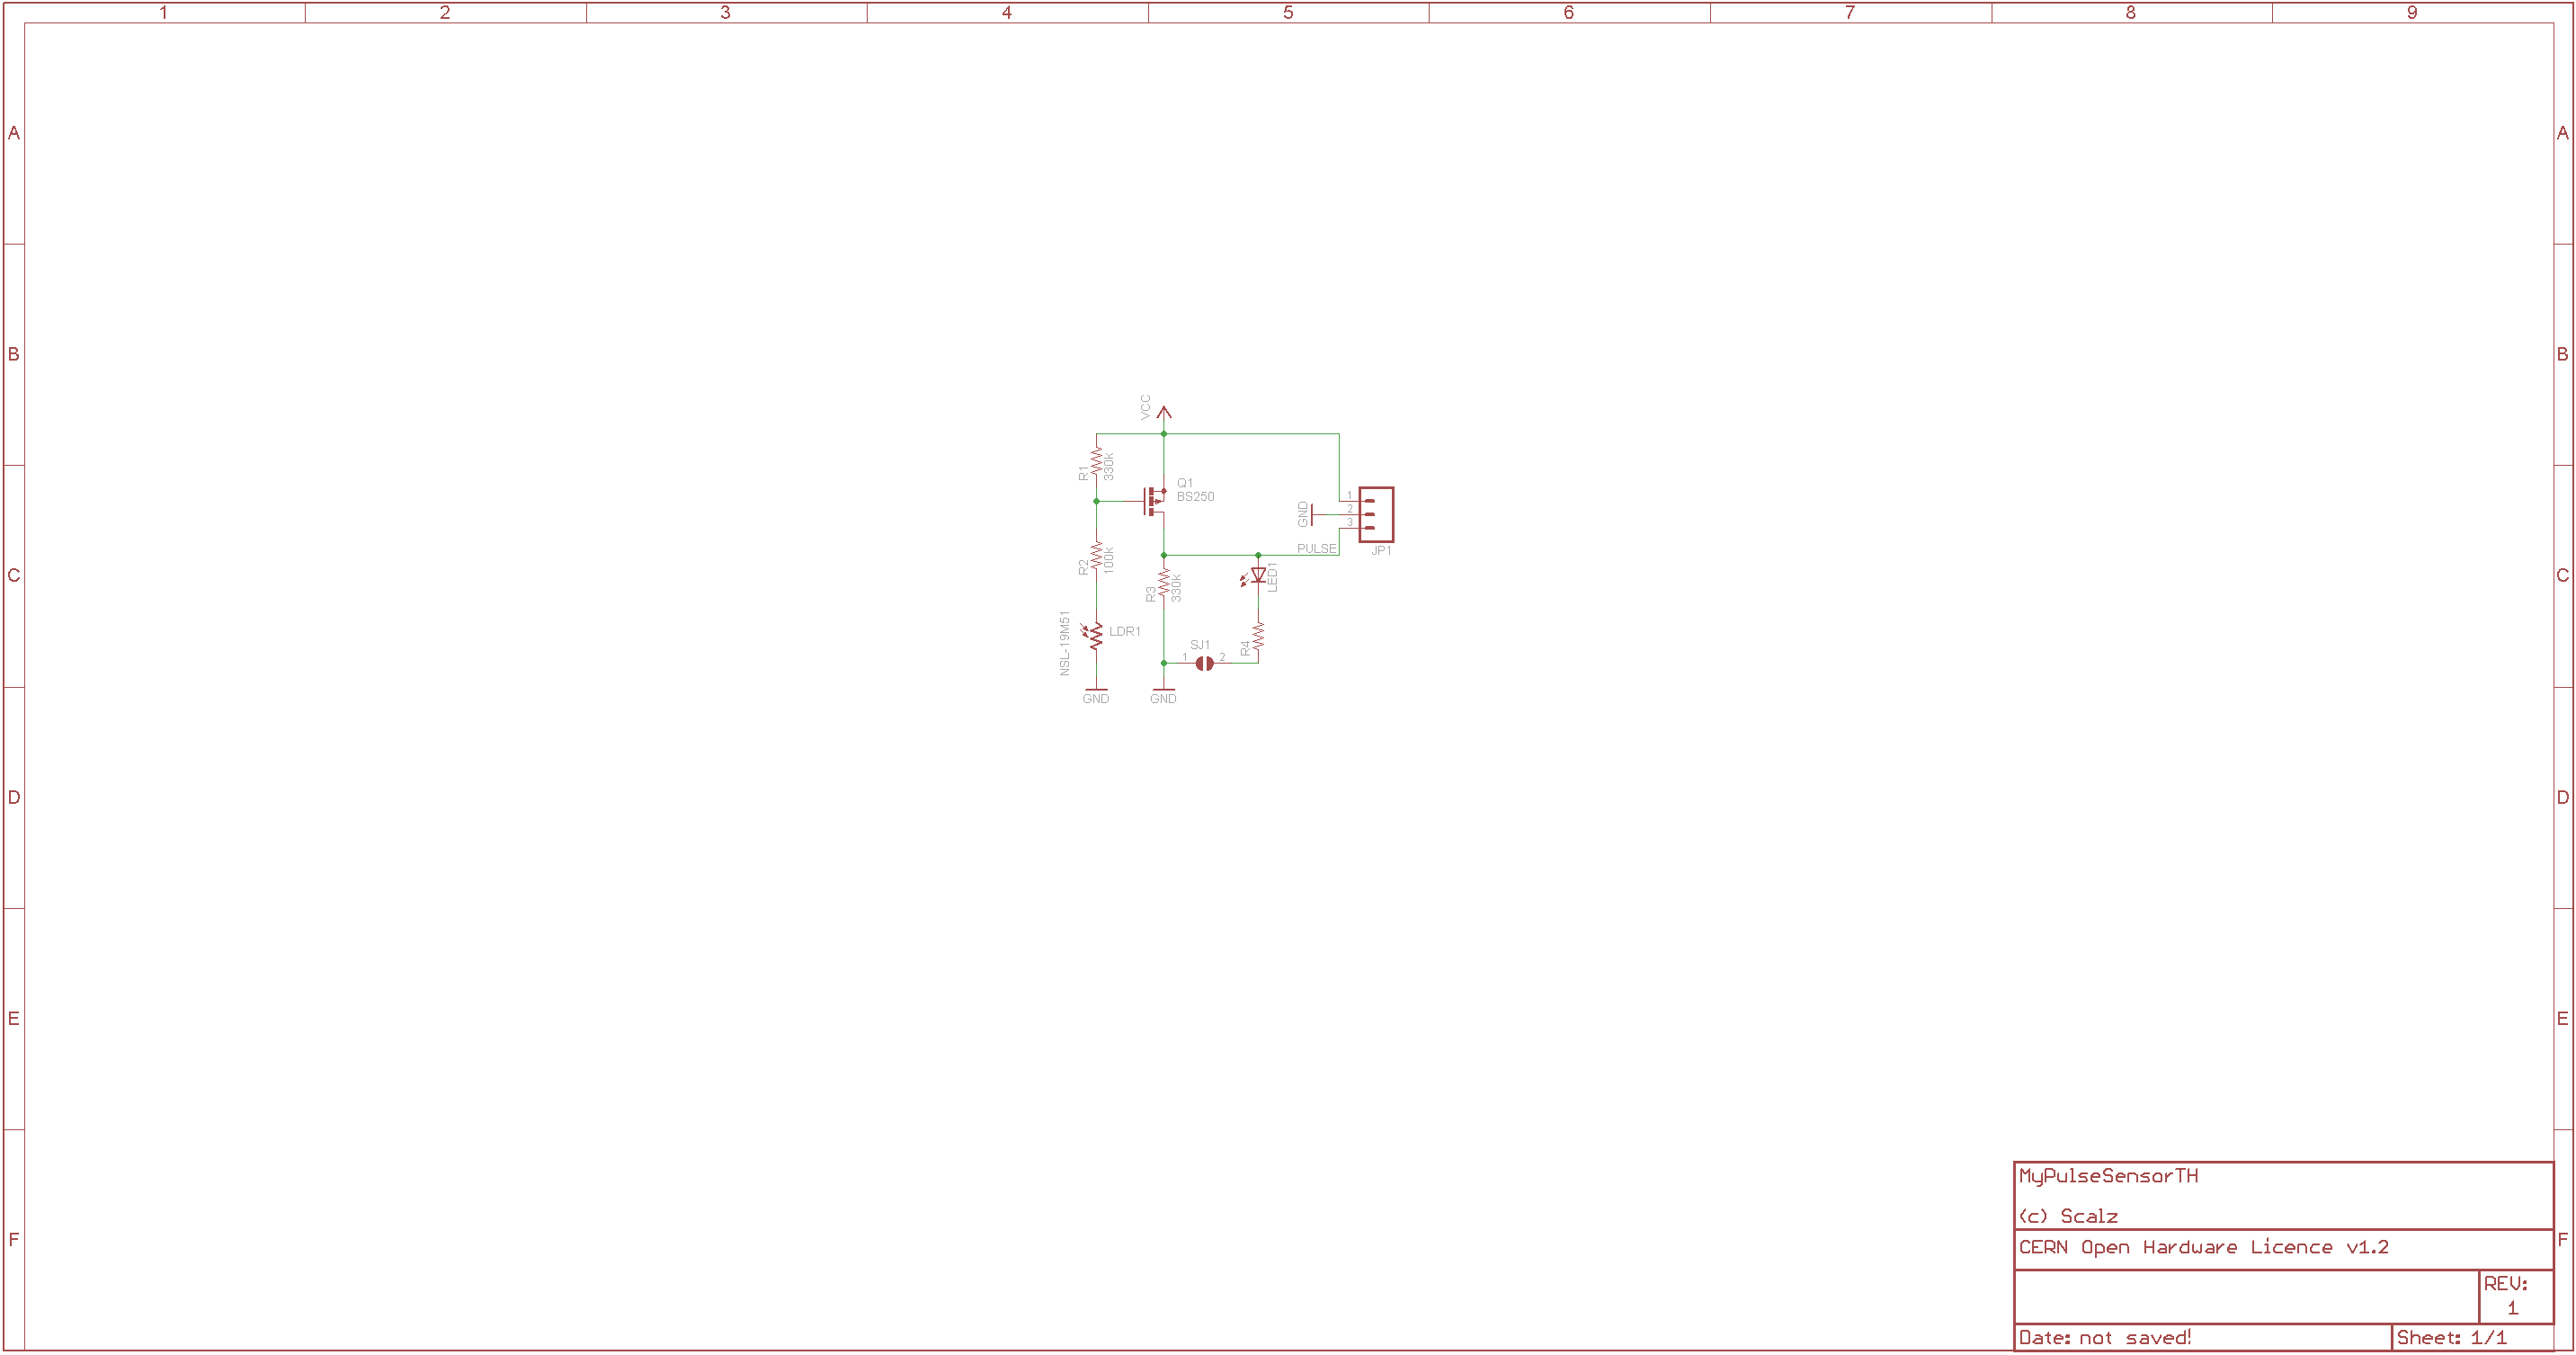 1 2 3 4 5 6 7 8 9
A A
B B
VCC
R1
330k
Q1
BS250
GND
1
2
3
JP1
PULSE
C C
R2
100k
R3
330k
LED1
NSL-19M51
LDR1
SJ1
1 2
R4
GND GND
D D
E E
F F
MyPulseSensorTH
(c) Scalz
CERN Open Hardware Licence v1.2
REV:
1
Date: not saved!
Sheet: 1/1